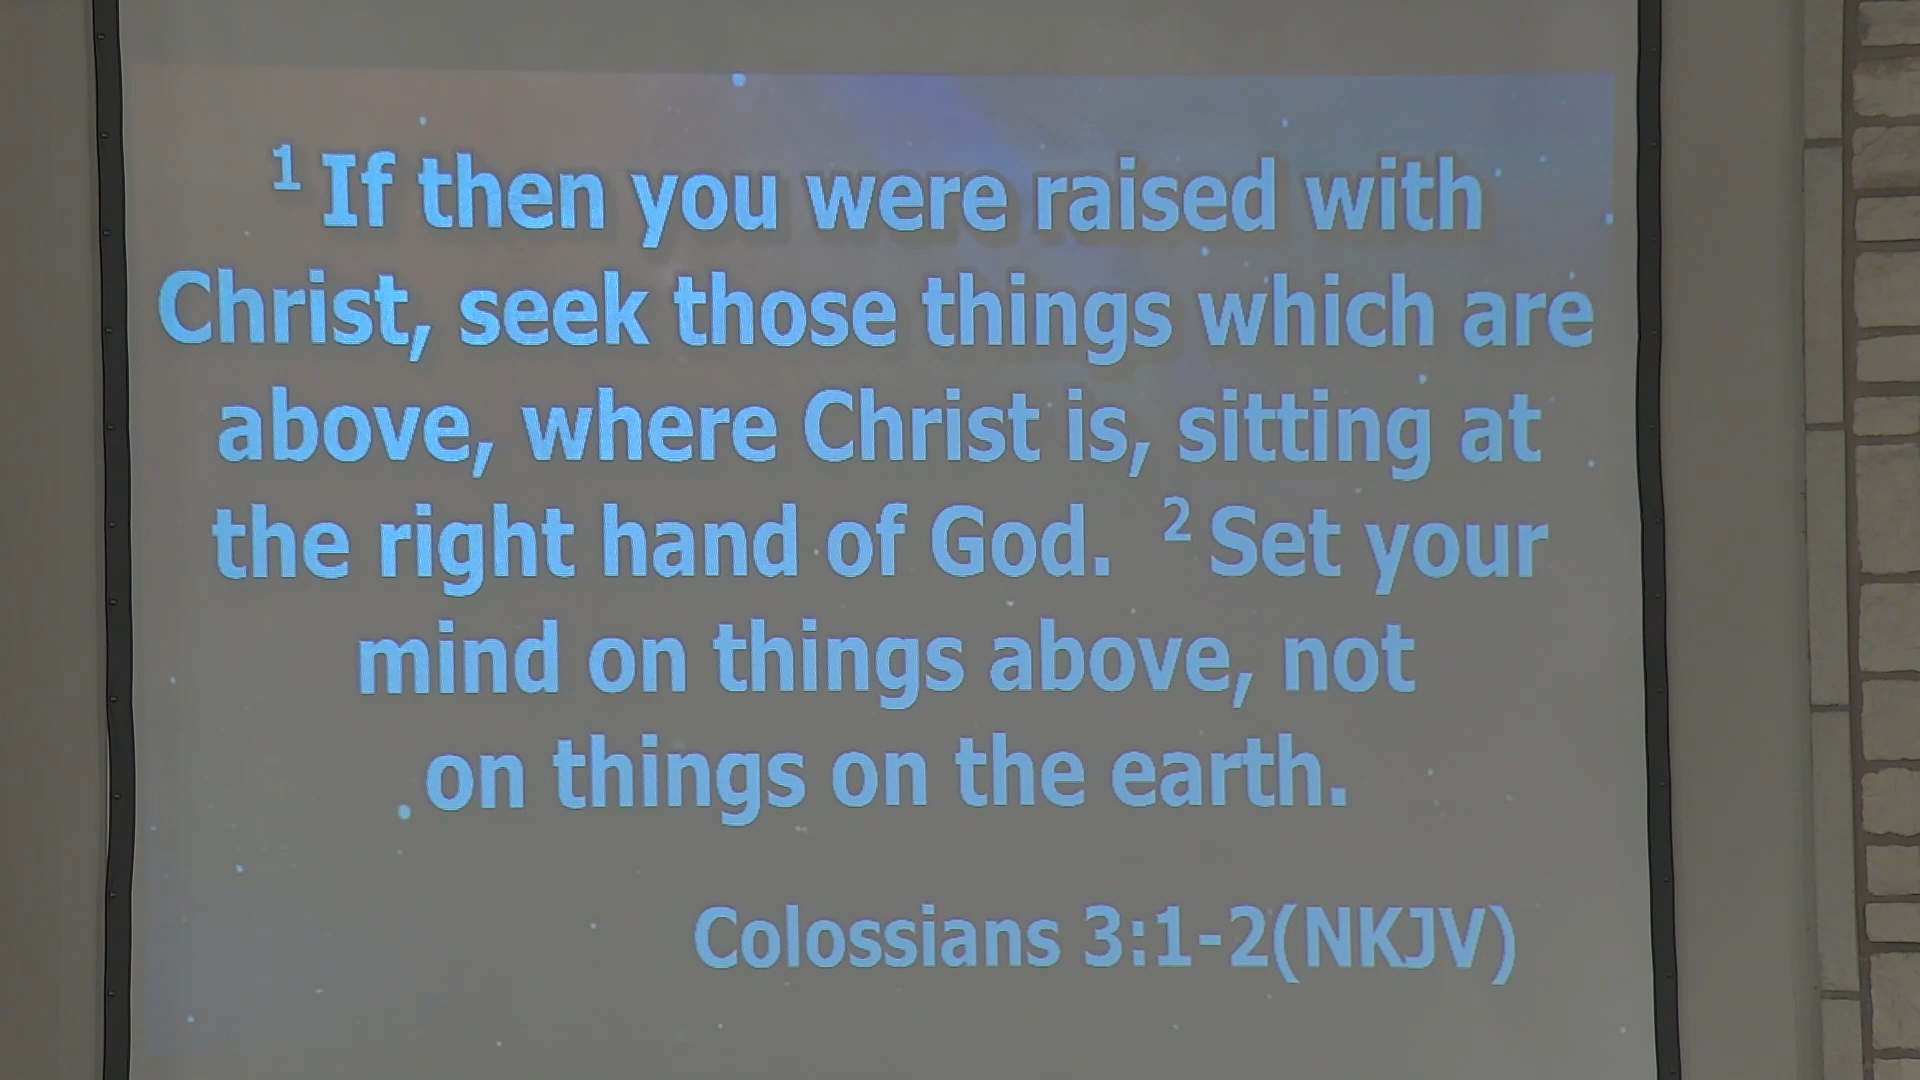 1 If then you were raised with
Christ, seek those things which are
above, where Christ is, sitting at
the right hand of God. 2 Set your
mind on things above, not
on things on the earth.
Colossians 3:1-2(NKJV)